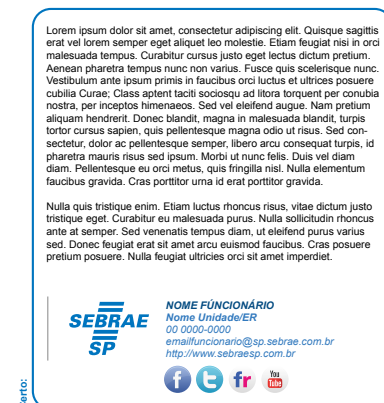 Lorem ipsum dolor sit amet, consectetur adipiscing elit. Quisque sagittis
erat vel lorem semper eget aliquet leo molestie. Etiam feugiat nisi in orci
malesuada tempus. Curabitur cursus justo eget lectus dictum pretium.
Aenean pharetra tempus nunc non varius. Fusce quis scelerisque nunc.
Vestibulum ante ipsum primis in faucibus orci luctus et ultrices posuere
cubilia Curae; Class aptent taciti sociosqu ad litora torquent per conubia
nostra, per inceptos himenaeos. Sed vel eleifend augue. Nam pretium
aliquam hendrerit. Donec blandit, magna in malesuada blandit, turpis
tortor cursus sapien, quis pellentesque magna odio ut risus. Sed con-
sectetur, dolor ac pellentesque semper, libero arcu consequat turpis, id
pharetra mauris risus sed ipsum. Morbi ut nunc felis. Duis vel diam
diam. Pellentesque eu orci metus, quis fringilla nisl. Nulla elementum
faucibus gravida. Cras porttitor urna id erat porttitor gravida.
Nulla quis tristique enim. Etiam luctus rhoncus risus, vitae dictum justo
tristique eget. Curabitur eu malesuada purus. Nulla sollicitudin rhoncus
ante at semper. Sed venenatis tempus diam, ut eleifend purus varius
sed. Donec feugiat erat sit amet arcu euismod faucibus. Cras posuere
pretium posuere. Nulla feugiat ultricies orci sit amet imperdiet.
SEBRAE
SP
NOME FÚNCIONÁRIO
Nome Unidade/ER
00 0000-0000
emailfuncionario@sp.sebrae.com.br
http://www.sebraesp.com.br
f
t
fr
You
Tube